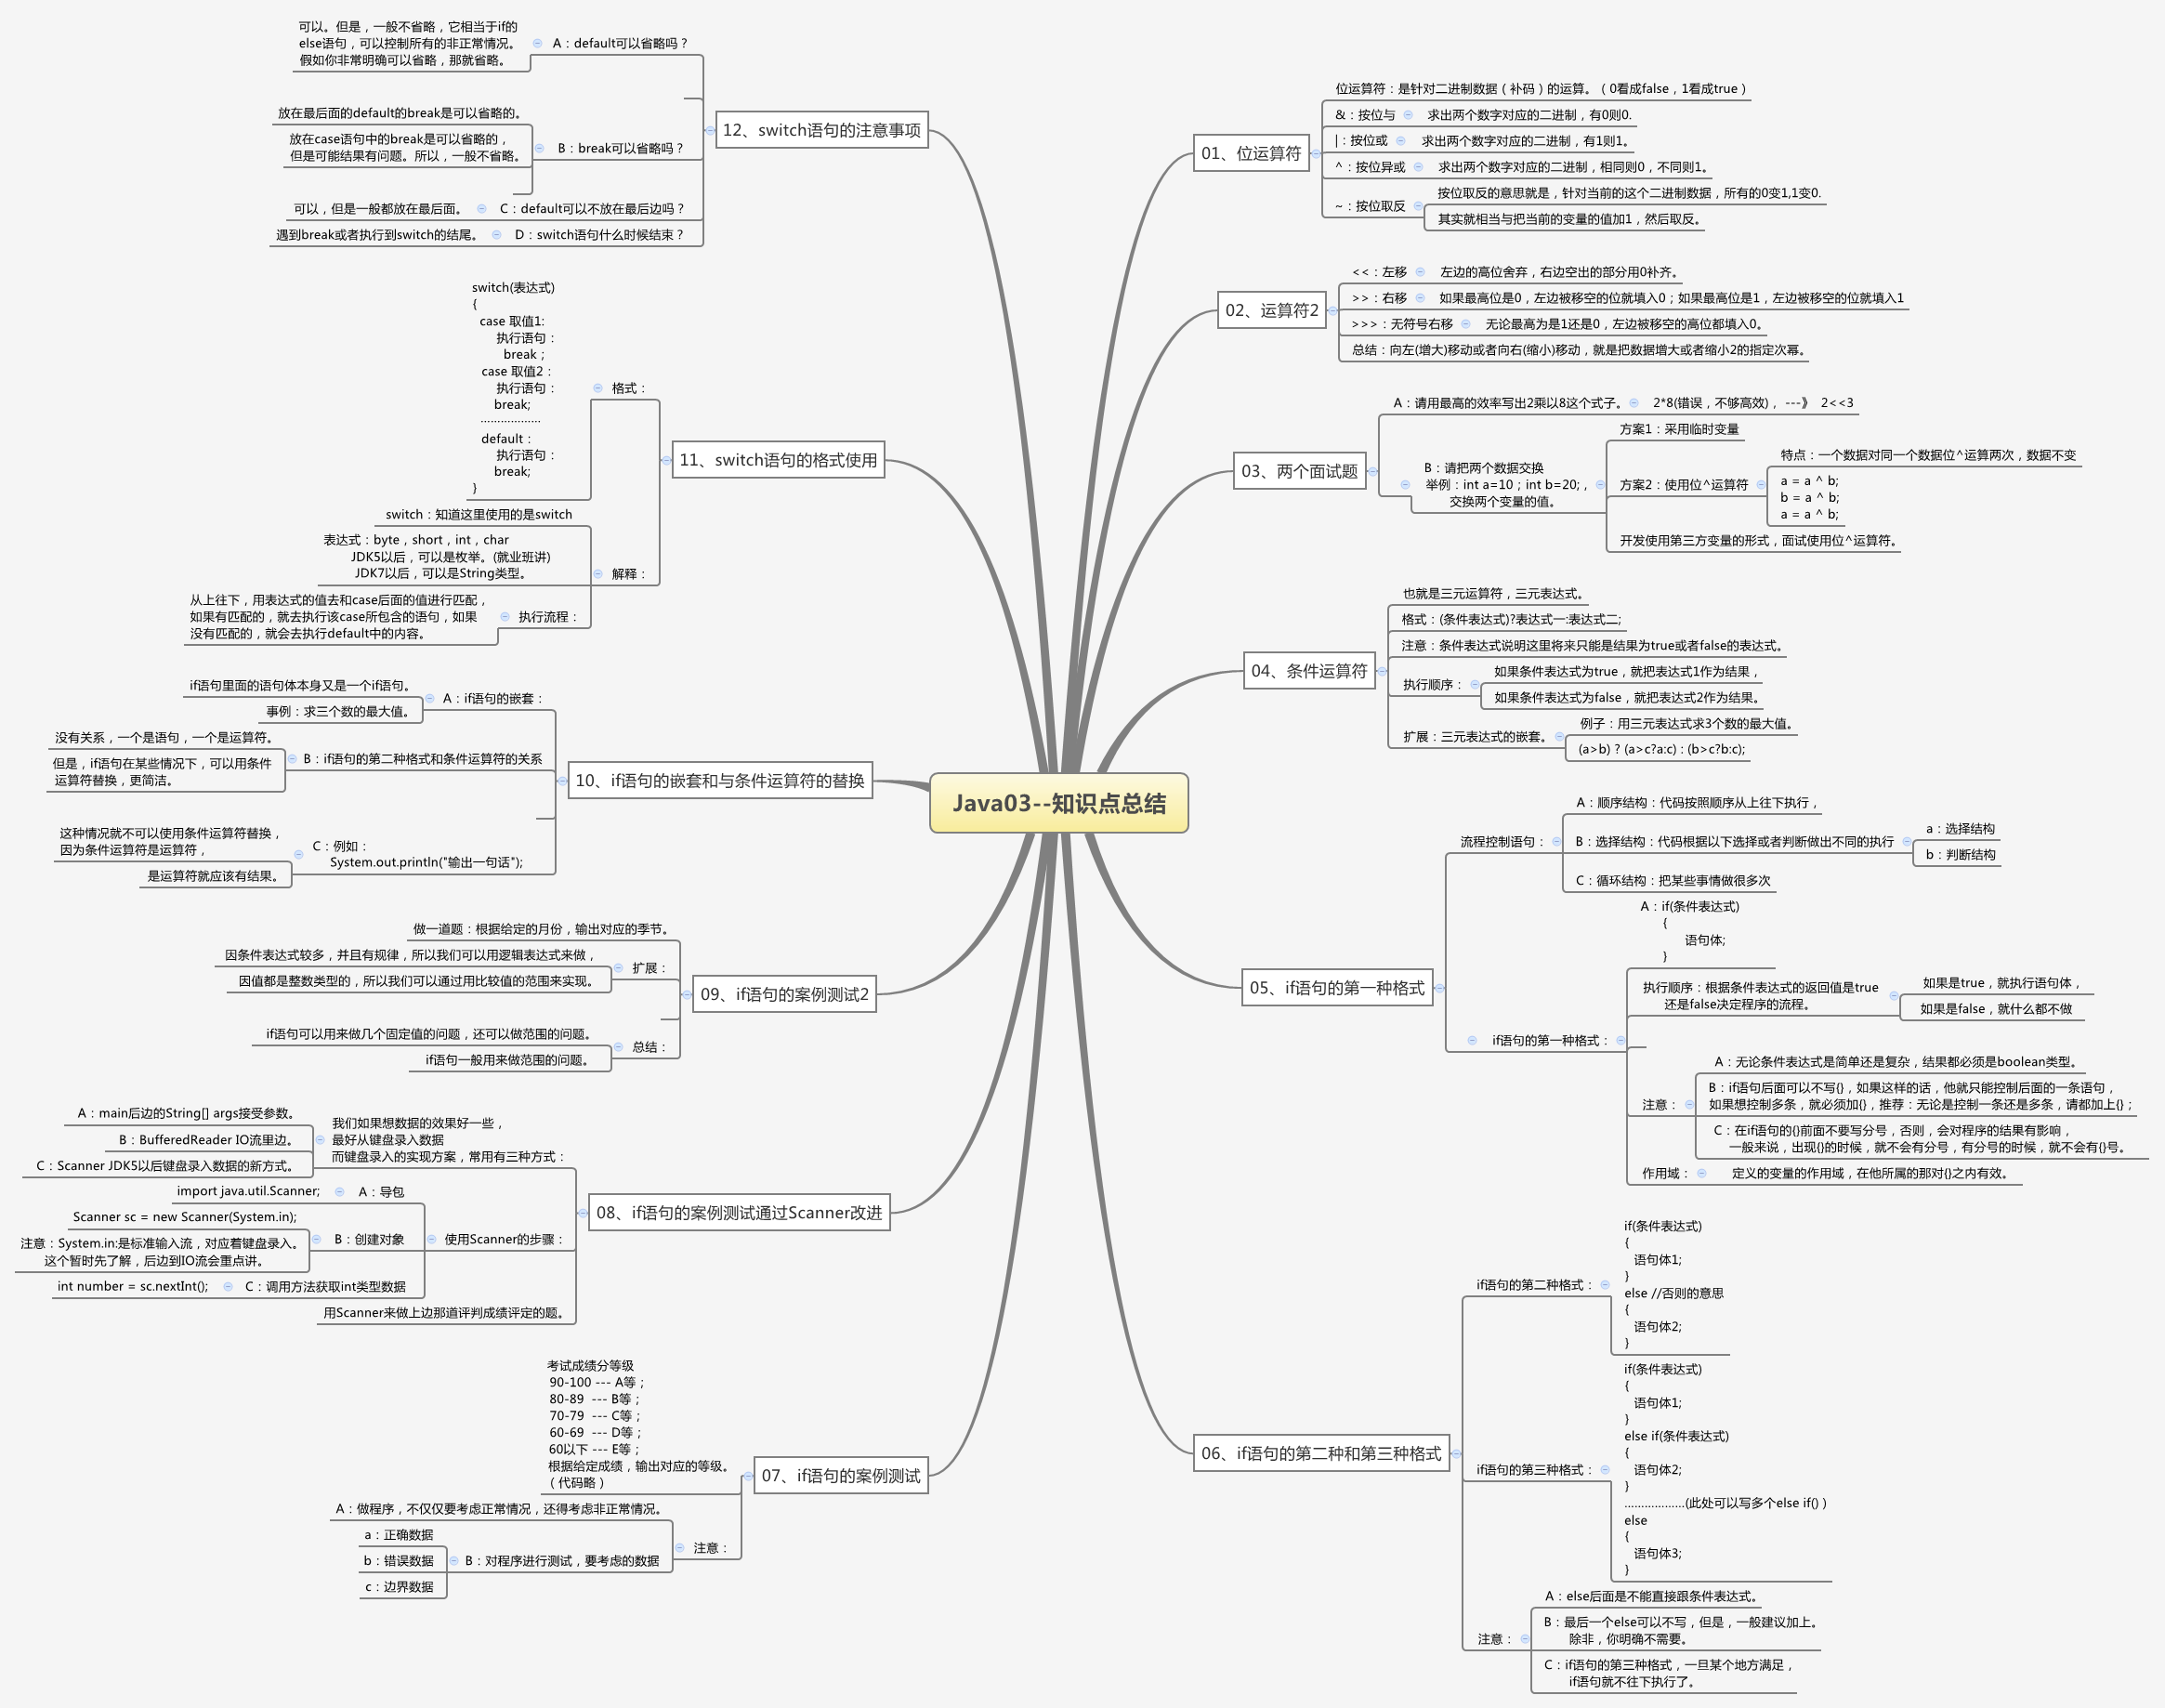 Java03--知识点总结
01、位运算符
位运算符：是针对二进制数据（补码）的运算。（0看成false，1看成true）
&：按位与
求出两个数字对应的二进制，有0则0.
|：按位或
求出两个数字对应的二进制，有1则1。
^：按位异或
求出两个数字对应的二进制，相同则0，不同则1。
~：按位取反
按位取反的意思就是，针对当前的这个二进制数据，所有的0变1,1变0.
其实就相当与把当前的变量的值加1，然后取反。
02、运算符2
<<：左移
左边的高位舍弃，右边空出的部分用0补齐。
>>：右移
如果最高位是0，左边被移空的位就填入0；如果最高位是1，左边被移空的位就填入1
>>>：无符号右移
无论最高为是1还是0，左边被移空的高位都填入0。
总结：向左(增大)移动或者向右(缩小)移动，就是把数据增大或者缩小2的指定次幂。
03、两个面试题
A：请用最高的效率写出2乘以8这个式子。
2*8(错误，不够高效)， ---》 2<<3
B：请把两个数据交换
举例：int a=10；int b=20;，
交换两个变量的值。
方案1：采用临时变量
方案2：使用位^运算符
特点：一个数据对同一个数据位^运算两次，数据不变
a = a ^ b;
b = a ^ b;
a = a ^ b;
开发使用第三方变量的形式，面试使用位^运算符。
04、条件运算符
也就是三元运算符，三元表达式。
格式：(条件表达式)?表达式一:表达式二;
注意：条件表达式说明这里将来只能是结果为true或者false的表达式。
执行顺序：
如果条件表达式为true，就把表达式1作为结果，
如果条件表达式为false，就把表达式2作为结果。
扩展：三元表达式的嵌套。
例子：用三元表达式求3个数的最大值。
(a>b) ? (a>c?a:c) : (b>c?b:c);
05、if语句的第一种格式
流程控制语句：
A：顺序结构：代码按照顺序从上往下执行，
B：选择结构：代码根据以下选择或者判断做出不同的执行
a：选择结构
b：判断结构
C：循环结构：把某些事情做很多次
if语句的第一种格式：
A：if(条件表达式)
{
语句体;
}
执行顺序：根据条件表达式的返回值是true
还是false决定程序的流程。
如果是true，就执行语句体，
如果是false，就什么都不做
注意：
A：无论条件表达式是简单还是复杂，结果都必须是boolean类型。
B：if语句后面可以不写{}，如果这样的话，他就只能控制后面的一条语句，
如果想控制多条，就必须加{}，推荐：无论是控制一条还是多条，请都加上{}；
C：在if语句的{}前面不要写分号，否则，会对程序的结果有影响，
一般来说，出现{}的时候，就不会有分号，有分号的时候，就不会有{}号。
作用域：
定义的变量的作用域，在他所属的那对{}之内有效。
06、if语句的第二种和第三种格式
if语句的第二种格式：
if(条件表达式)
{
语句体1;
}
else //否则的意思
{
语句体2;
}
if语句的第三种格式：
if(条件表达式)
{
语句体1;
}
else if(条件表达式)
{
语句体2;
}
..................(此处可以写多个else if() )
else
{
语句体3;
}
注意：
A：else后面是不能直接跟条件表达式。
B：最后一个else可以不写，但是，一般建议加上。
除非，你明确不需要。
C：if语句的第三种格式，一旦某个地方满足，
if语句就不往下执行了。
12、switch语句的注意事项
A：default可以省略吗？
可以。但是，一般不省略，它相当于if的
else语句，可以控制所有的非正常情况。
假如你非常明确可以省略，那就省略。
B：break可以省略吗？
放在最后面的default的break是可以省略的。
放在case语句中的break是可以省略的，
但是可能结果有问题。所以，一般不省略。
C：default可以不放在最后边吗？
可以，但是一般都放在最后面。
D：switch语句什么时候结束？
遇到break或者执行到switch的结尾。
11、switch语句的格式使用
格式：
switch(表达式)
{
case 取值1:
执行语句：
break；
case 取值2：
执行语句：
break;
..................
default：
执行语句：
break;
}
解释：
switch：知道这里使用的是switch
表达式：byte，short，int，char
JDK5以后，可以是枚举。(就业班讲)
JDK7以后，可以是String类型。
执行流程：
从上往下，用表达式的值去和case后面的值进行匹配，
如果有匹配的，就去执行该case所包含的语句，如果
没有匹配的，就会去执行default中的内容。
10、if语句的嵌套和与条件运算符的替换
A：if语句的嵌套：
if语句里面的语句体本身又是一个if语句。
事例：求三个数的最大值。
B：if语句的第二种格式和条件运算符的关系
没有关系，一个是语句，一个是运算符。
但是，if语句在某些情况下，可以用条件
运算符替换，更简洁。
C：例如：
System.out.println("输出一句话");
这种情况就不可以使用条件运算符替换，
因为条件运算符是运算符，
是运算符就应该有结果。
09、if语句的案例测试2
做一道题：根据给定的月份，输出对应的季节。
扩展：
因条件表达式较多，并且有规律，所以我们可以用逻辑表达式来做，
因值都是整数类型的，所以我们可以通过用比较值的范围来实现。
总结：
if语句可以用来做几个固定值的问题，还可以做范围的问题。
if语句一般用来做范围的问题。
08、if语句的案例测试通过Scanner改进
我们如果想数据的效果好一些，
最好从键盘录入数据
而键盘录入的实现方案，常用有三种方式：
A：main后边的String[] args接受参数。
B：BufferedReader IO流里边。
C：Scanner JDK5以后键盘录入数据的新方式。
使用Scanner的步骤：
A：导包
import java.util.Scanner;
B：创建对象
Scanner sc = new Scanner(System.in);
注意：System.in:是标准输入流，对应着键盘录入。
这个暂时先了解，后边到IO流会重点讲。
C：调用方法获取int类型数据
int number = sc.nextInt();
用Scanner来做上边那道评判成绩评定的题。
07、if语句的案例测试
考试成绩分等级
90-100 --- A等；
80-89 --- B等；
70-79 --- C等；
60-69 --- D等；
60以下 --- E等；
根据给定成绩，输出对应的等级。
（代码略）
注意：
A：做程序，不仅仅要考虑正常情况，还得考虑非正常情况。
B：对程序进行测试，要考虑的数据
a：正确数据
b：错误数据
c：边界数据